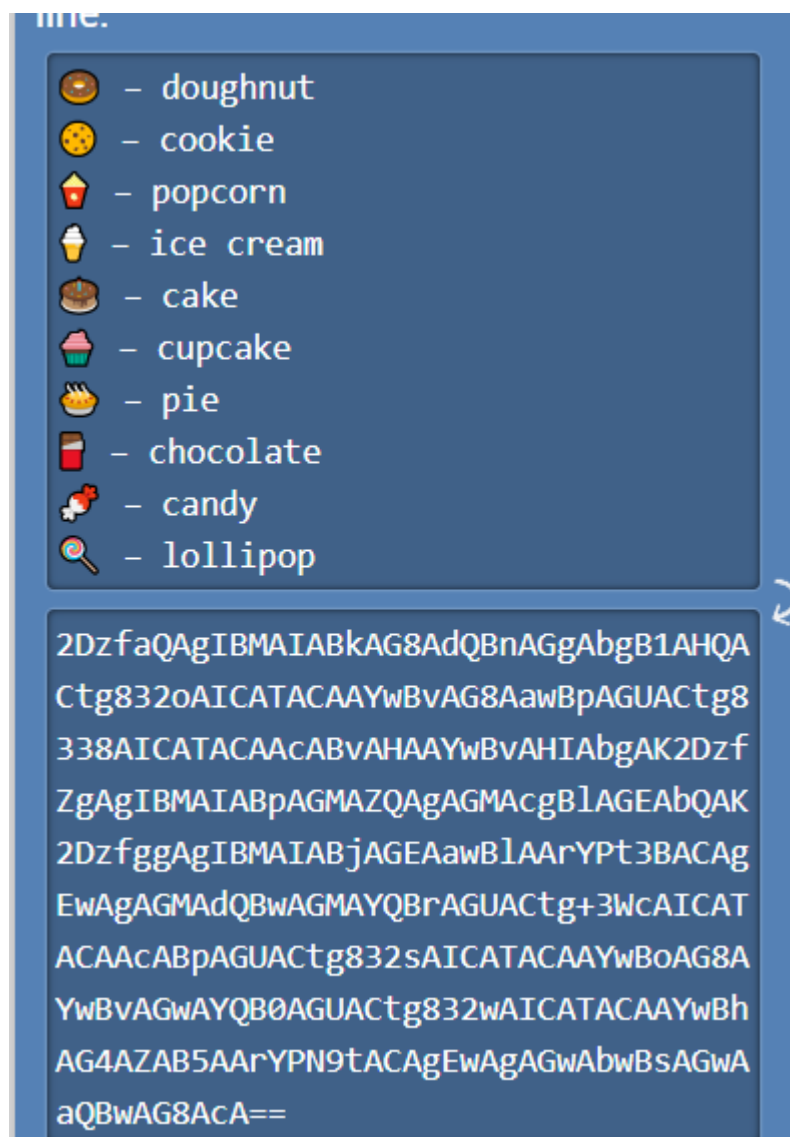 line:
🍩 – doughnut
🍪 – cookie
🍿 – popcorn
🍦 – ice cream
🎂 – cake
🧁 – cupcake
🥧 – pie
🍫 – chocolate
🍬 – candy
🍭 – lollipop
2DzfaQAgIBMAIABkAG8AdQBnAGgAbgB1AHQA
Ctg832oAICATACAAYwBvAG8AawBpAGUACtg8
338AICATACAAcABvAHAAYwBvAHIAbgAK2Dzf
ZgAgIBMAIABpAGMAZQAgAGMAcgBlAGEAbQAK
2DzfggAgIBMAIABjAGEAawBlAArYPt3BACAg
EwAgAGMAdQBwAGMAYQBrAGUACtg+3WcAICAT
ACAAcABpAGUACtg832sAICATACAAYwBoAG8A
YwBvAGwAYQB0AGUACtg832wAICATACAAYwBh
AG4AZAB5AArYPN9tACAgEwAgAGwAbwBsAGwA
aQBwAG8AcA==